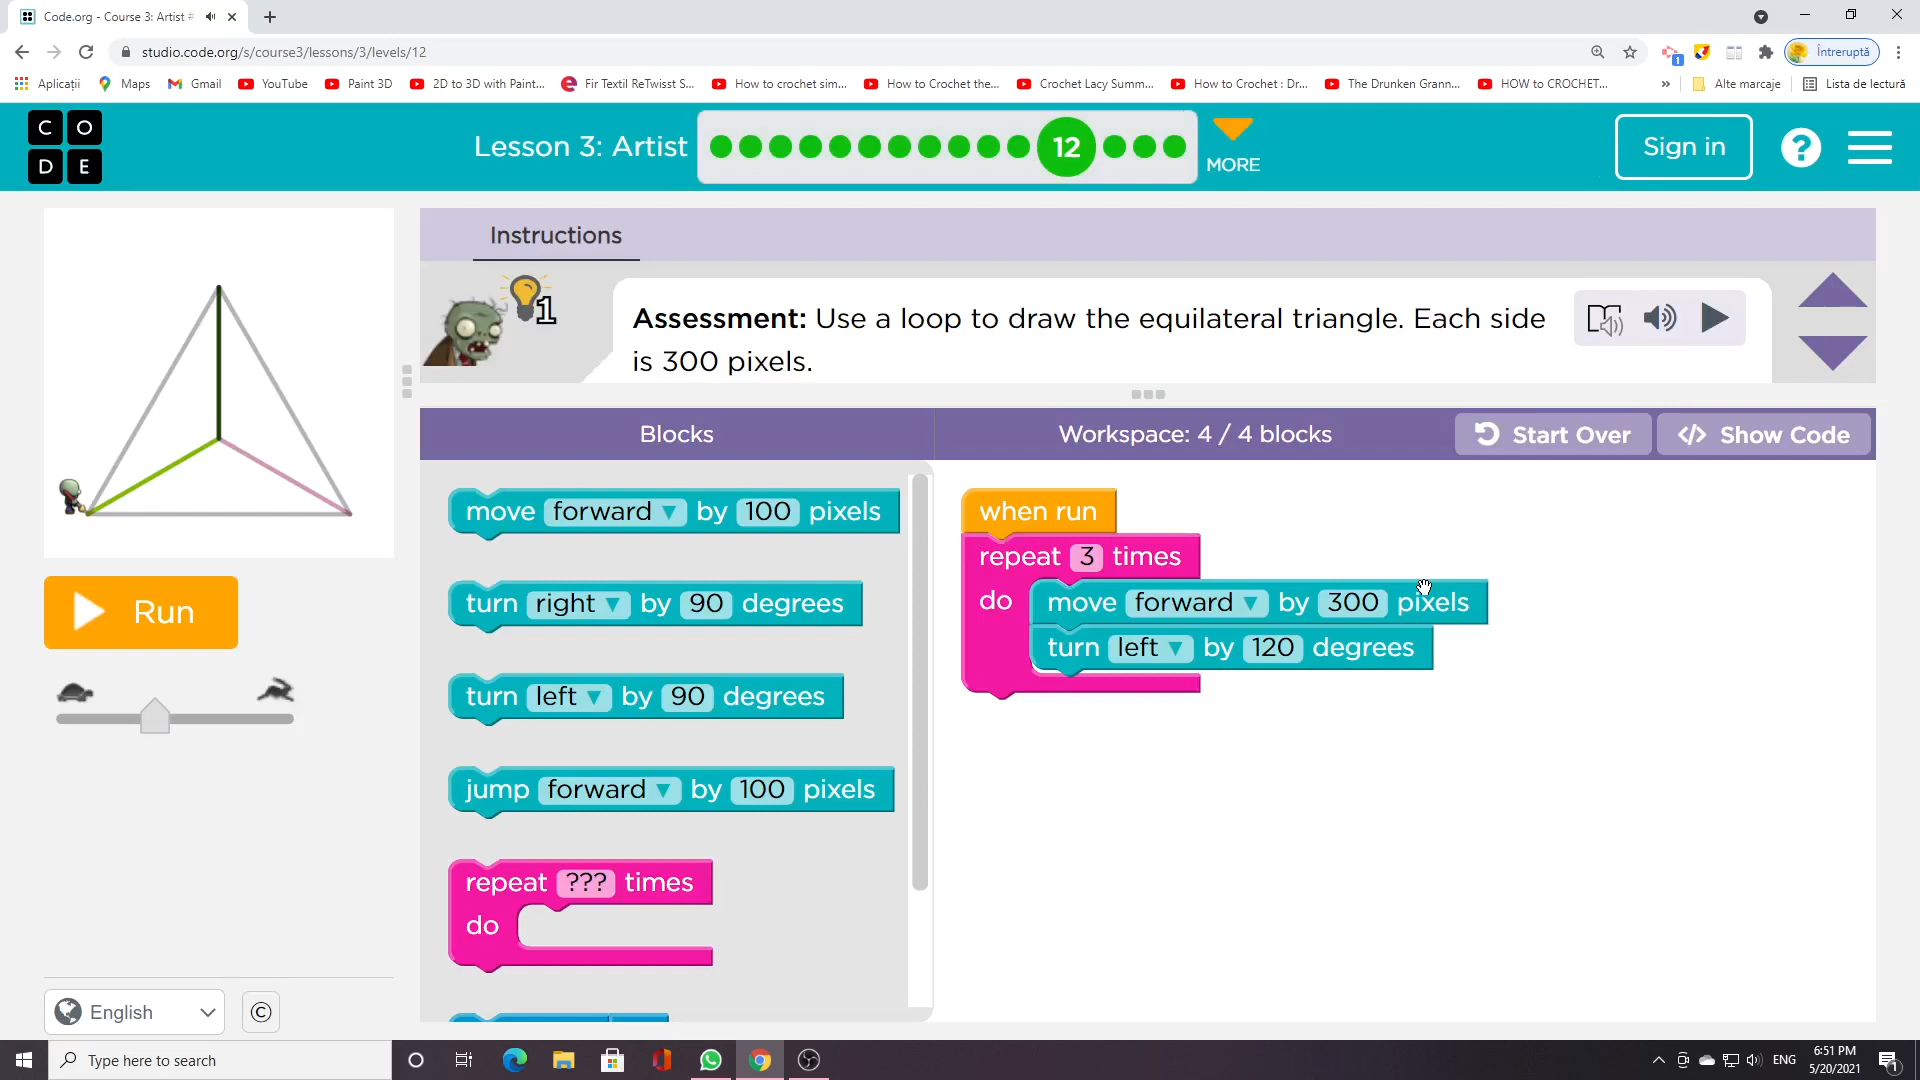 Code.org - Course 3: Artist #
studio.code.org/s/course3/lessons/3/levels/12
1
Întreruptă
Aplicații
Maps
Gmail
YouTube
Paint 3D
2D to 3D with Paint...
Fir Textil ReTwisst S...
How to crochet sim...
How to Crochet the...
Crochet Lacy Summ...
How to Crochet : Dr...
The Drunken Grann...
HOW to CROCHET...
»
Alte marcaje
Lista de lectură
C O
D E
Lesson 3: Artist
12
MORE
Sign in
?
Instructions
1
Assessment: Use a loop to draw the equilateral triangle. Each side
is 300 pixels.
Blocks
Workspace: 4 / 4 blocks
Start Over
</> Show Code
move forward ▼ by 100 pixels
turn right ▼ by 90 degrees
turn left ▼ by 90 degrees
jump forward ▼ by 100 pixels
repeat ??? times
do
when run
repeat 3 times
do
move forward ▼ by 300 pixels
turn left ▼ by 120 degrees
Run
English
©
Type here to search
ENG
6:51 PM
5/20/2021
1